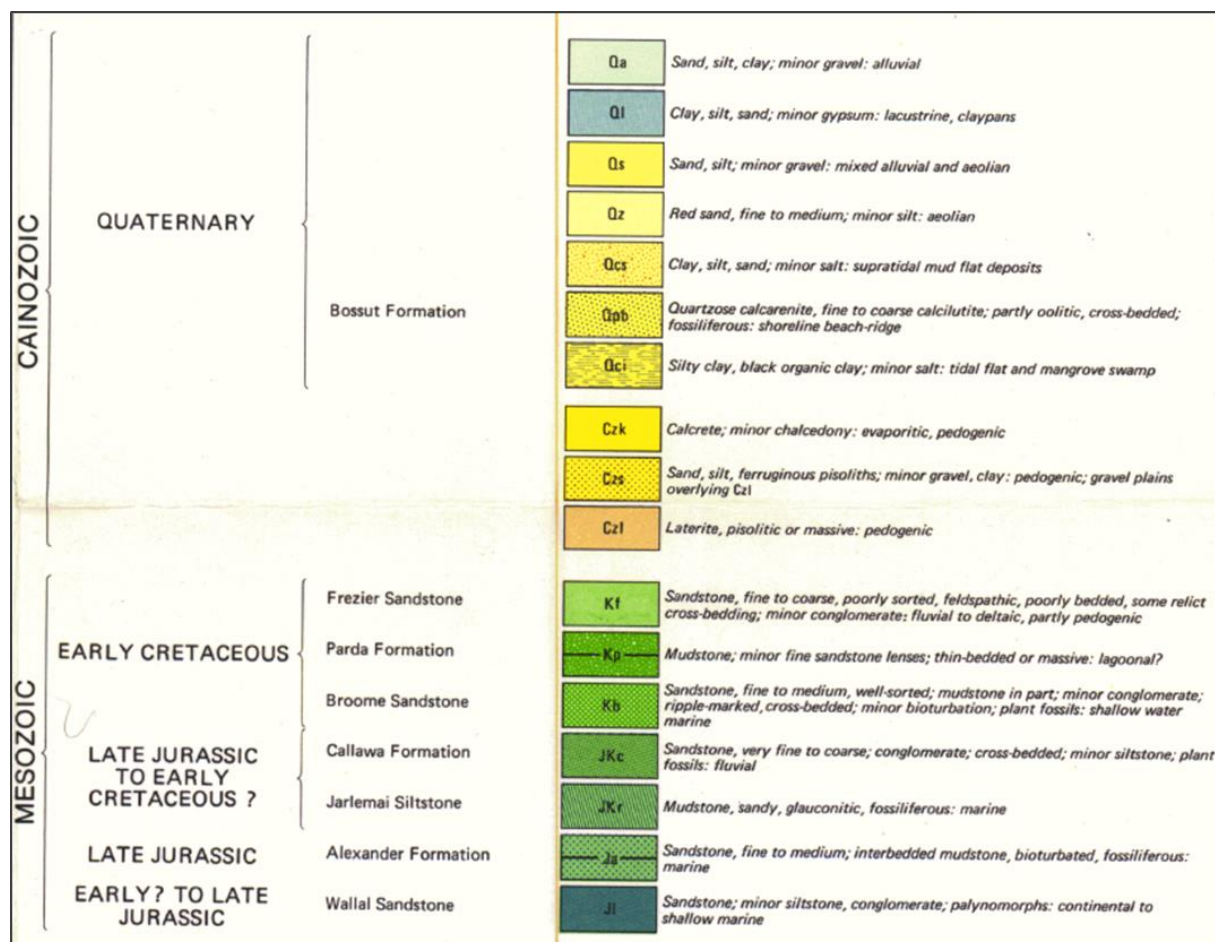 CAINOZOIC
QUATERNARY
Qa
Sand, silt, clay; minor gravel: alluvial
Ql
Clay, silt, sand; minor gypsum: lacustrine, claypans
Qs
Sand, silt; minor gravel: mixed alluvial and aeolian
Qz
Red sand, fine to medium; minor silt: aeolian
Qcs
Clay, silt, sand; minor salt: supratidal mud flat deposits
Bossut Formation
Qpb
Quartzose calcarenite, fine to coarse calcilutite; partly oolitic, cross-bedded;
fossiliferous: shoreline beach-ridge
Qci
Silty clay, black organic clay; minor salt: tidal flat and mangrove swamp
Czk
Calcrete; minor chalcedony: evaporitic, pedogenic
Czs
Sand, silt, ferruginous pisoliths; minor gravel, clay: pedogenic; gravel plains
overlying Czl
Czl
Laterite, pisolitic or massive: pedogenic
MESOZOIC
EARLY CRETACEOUS
Frezier Sandstone
Kf
Sandstone, fine to coarse, poorly sorted, feldspathic, poorly bedded, some relict
cross-bedding; minor conglomerate: fluvial to deltaic, partly pedogenic
Parda Formation
Kp
Mudstone; minor fine sandstone lenses; thin-bedded or massive: lagoonal?
Broome Sandstone
Kb
Sandstone, fine to medium, well-sorted; mudstone in part; minor conglomerate;
ripple-marked, cross-bedded; minor bioturbation; plant fossils: shallow water
marine
LATE JURASSIC
TO EARLY
CRETACEOUS ?
Callawa Formation
JKc
Sandstone, very fine to coarse; conglomerate; cross-bedded; minor siltstone; plant
fossils: fluvial
Jarlemai Siltstone
JKr
Mudstone, sandy, glauconitic, fossiliferous: marine
LATE JURASSIC
Alexander Formation
Ja
Sandstone, fine to medium; interbedded mudstone, bioturbated, fossiliferous:
marine
EARLY? TO LATE
JURASSIC
Wallal Sandstone
Jl
Sandstone; minor siltstone, conglomerate; palynomorphs: continental to
shallow marine